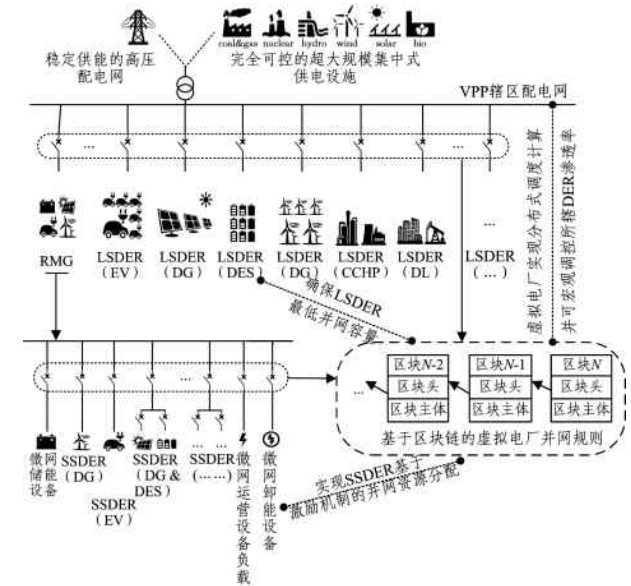 coal&gas nuclear hydro wind solar bio
稳定供能的高压
配电网
完全可控的超大规模集中式
供电设施
VPP辖区配电网
...
...
虚拟电厂实现分布式调度计算
并可宏观调控所辖DER渗透率
RMG
LSDER
(EV)
LSDER
(DG)
LSDER
(DES)
LSDER
(DG)
LSDER
(CCHP)
LSDER
(DL)
...
LSDER
(...)
确保LSDER
最低并网容量
...
...
区块N-2
区块头
区块主体
区块N-1
区块头
区块主体
区块N
区块头
区块主体
...
基于区块链的虚拟电厂并网规则
微网
储能
设备
SSDER
(DG)
SSDER
(EV)
SSDER
(DG &
DES)
... ...
SSDER
(... ...)
微网运营设备负载
微网卸能设备
实现SSDER基于
激励机制的并网资源分配